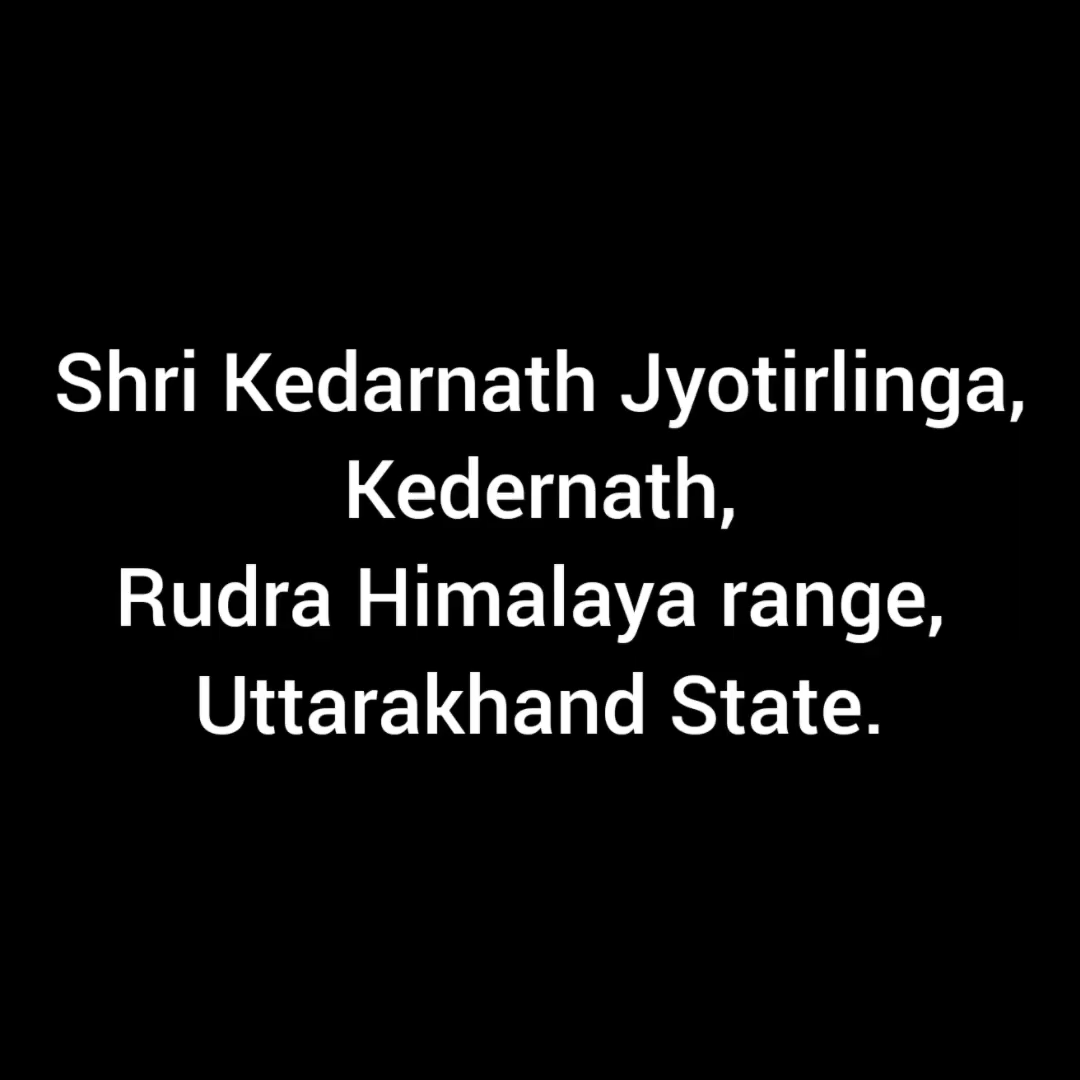 Shri Kedarnath Jyotirlinga,
Kedernath,
Rudra Himalaya range,
Uttarakhand State.